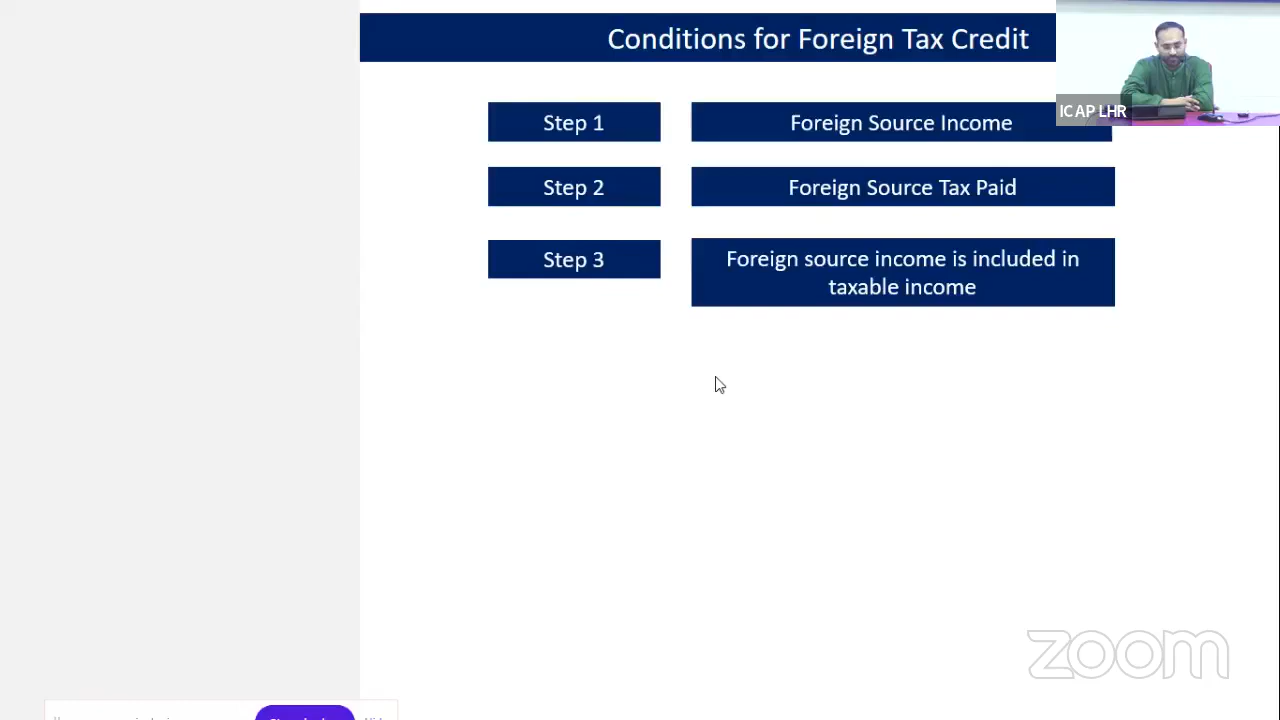 Conditions for Foreign Tax Credit
ICAP LHR
Step 1
Foreign Source Income
Step 2
Foreign Source Tax Paid
Step 3
Foreign source income is included in
taxable income
zoom